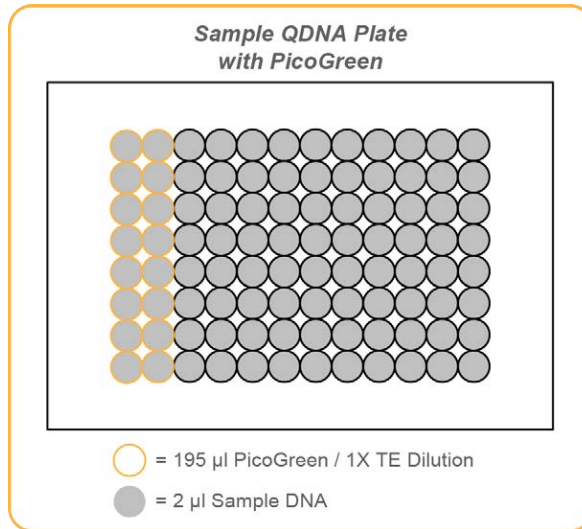 Sample QDNA Plate
with PicoGreen
= 195 µl PicoGreen / 1X TE Dilution
= 2 µl Sample DNA